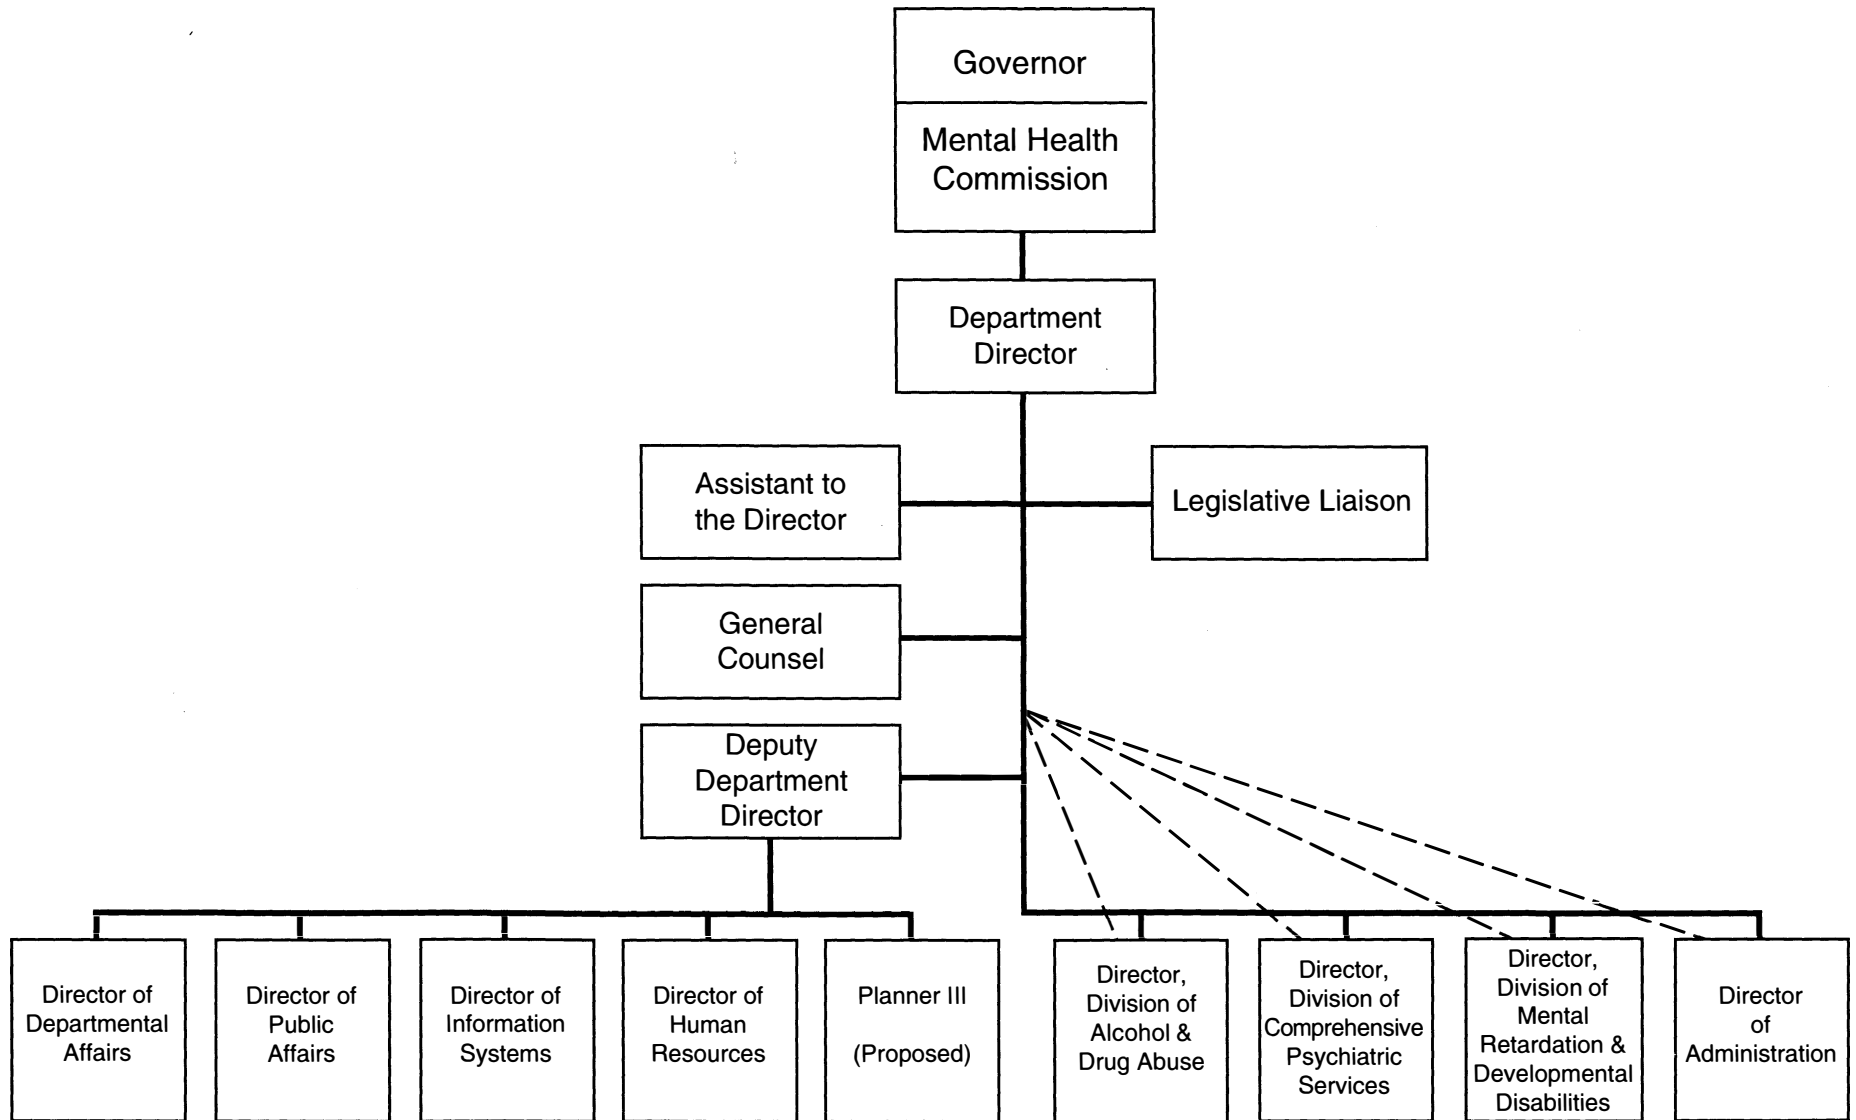 Governor
Mental Health
Commission
Department
Director
Assistant to
the Director
Legislative Liaison
General
Counsel
Deputy
Department
Director
Director of
Departmental
Affairs
Director of
Public
Affairs
Director of
Information
Systems
Director of
Human
Resources
Planner III
(Proposed)
Director,
Division of
Alcohol &
Drug Abuse
Director,
Division of
Comprehensive
Psychiatric
Services
Director,
Division of
Mental
Retardation &
Developmental
Disabilities
Director
of
Administration